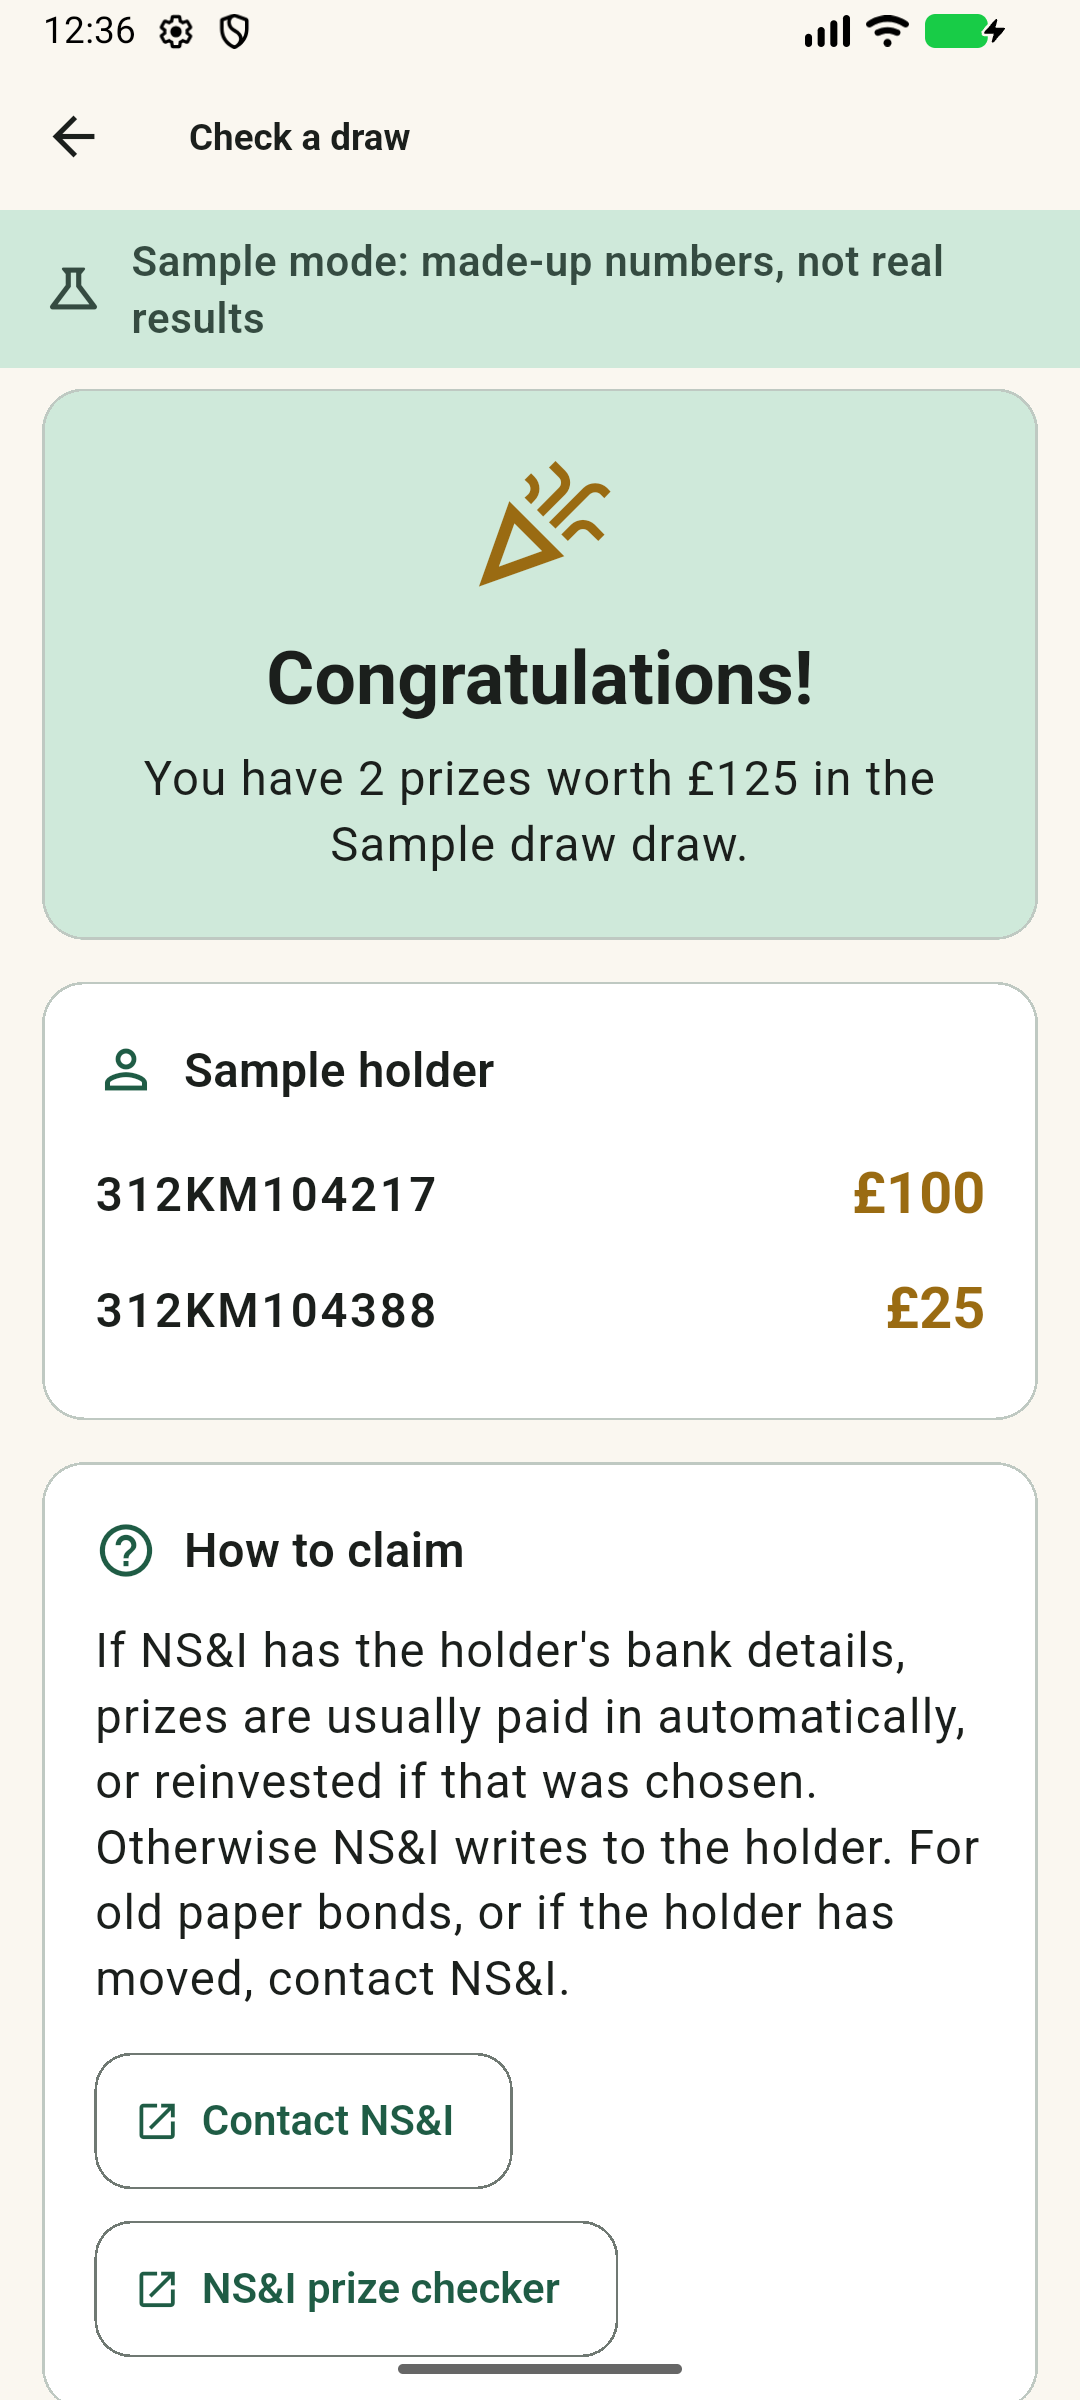 12:36
Check a draw
Sample mode: made-up numbers, not real
results
Congratulations!
You have 2 prizes worth £125 in the
Sample draw draw.
Sample holder
312KM104217 £100
312KM104388 £25
How to claim
If NS&I has the holder's bank details,
prizes are usually paid in automatically,
or reinvested if that was chosen.
Otherwise NS&I writes to the holder. For
old paper bonds, or if the holder has
moved, contact NS&I.
Contact NS&I
NS&I prize checker